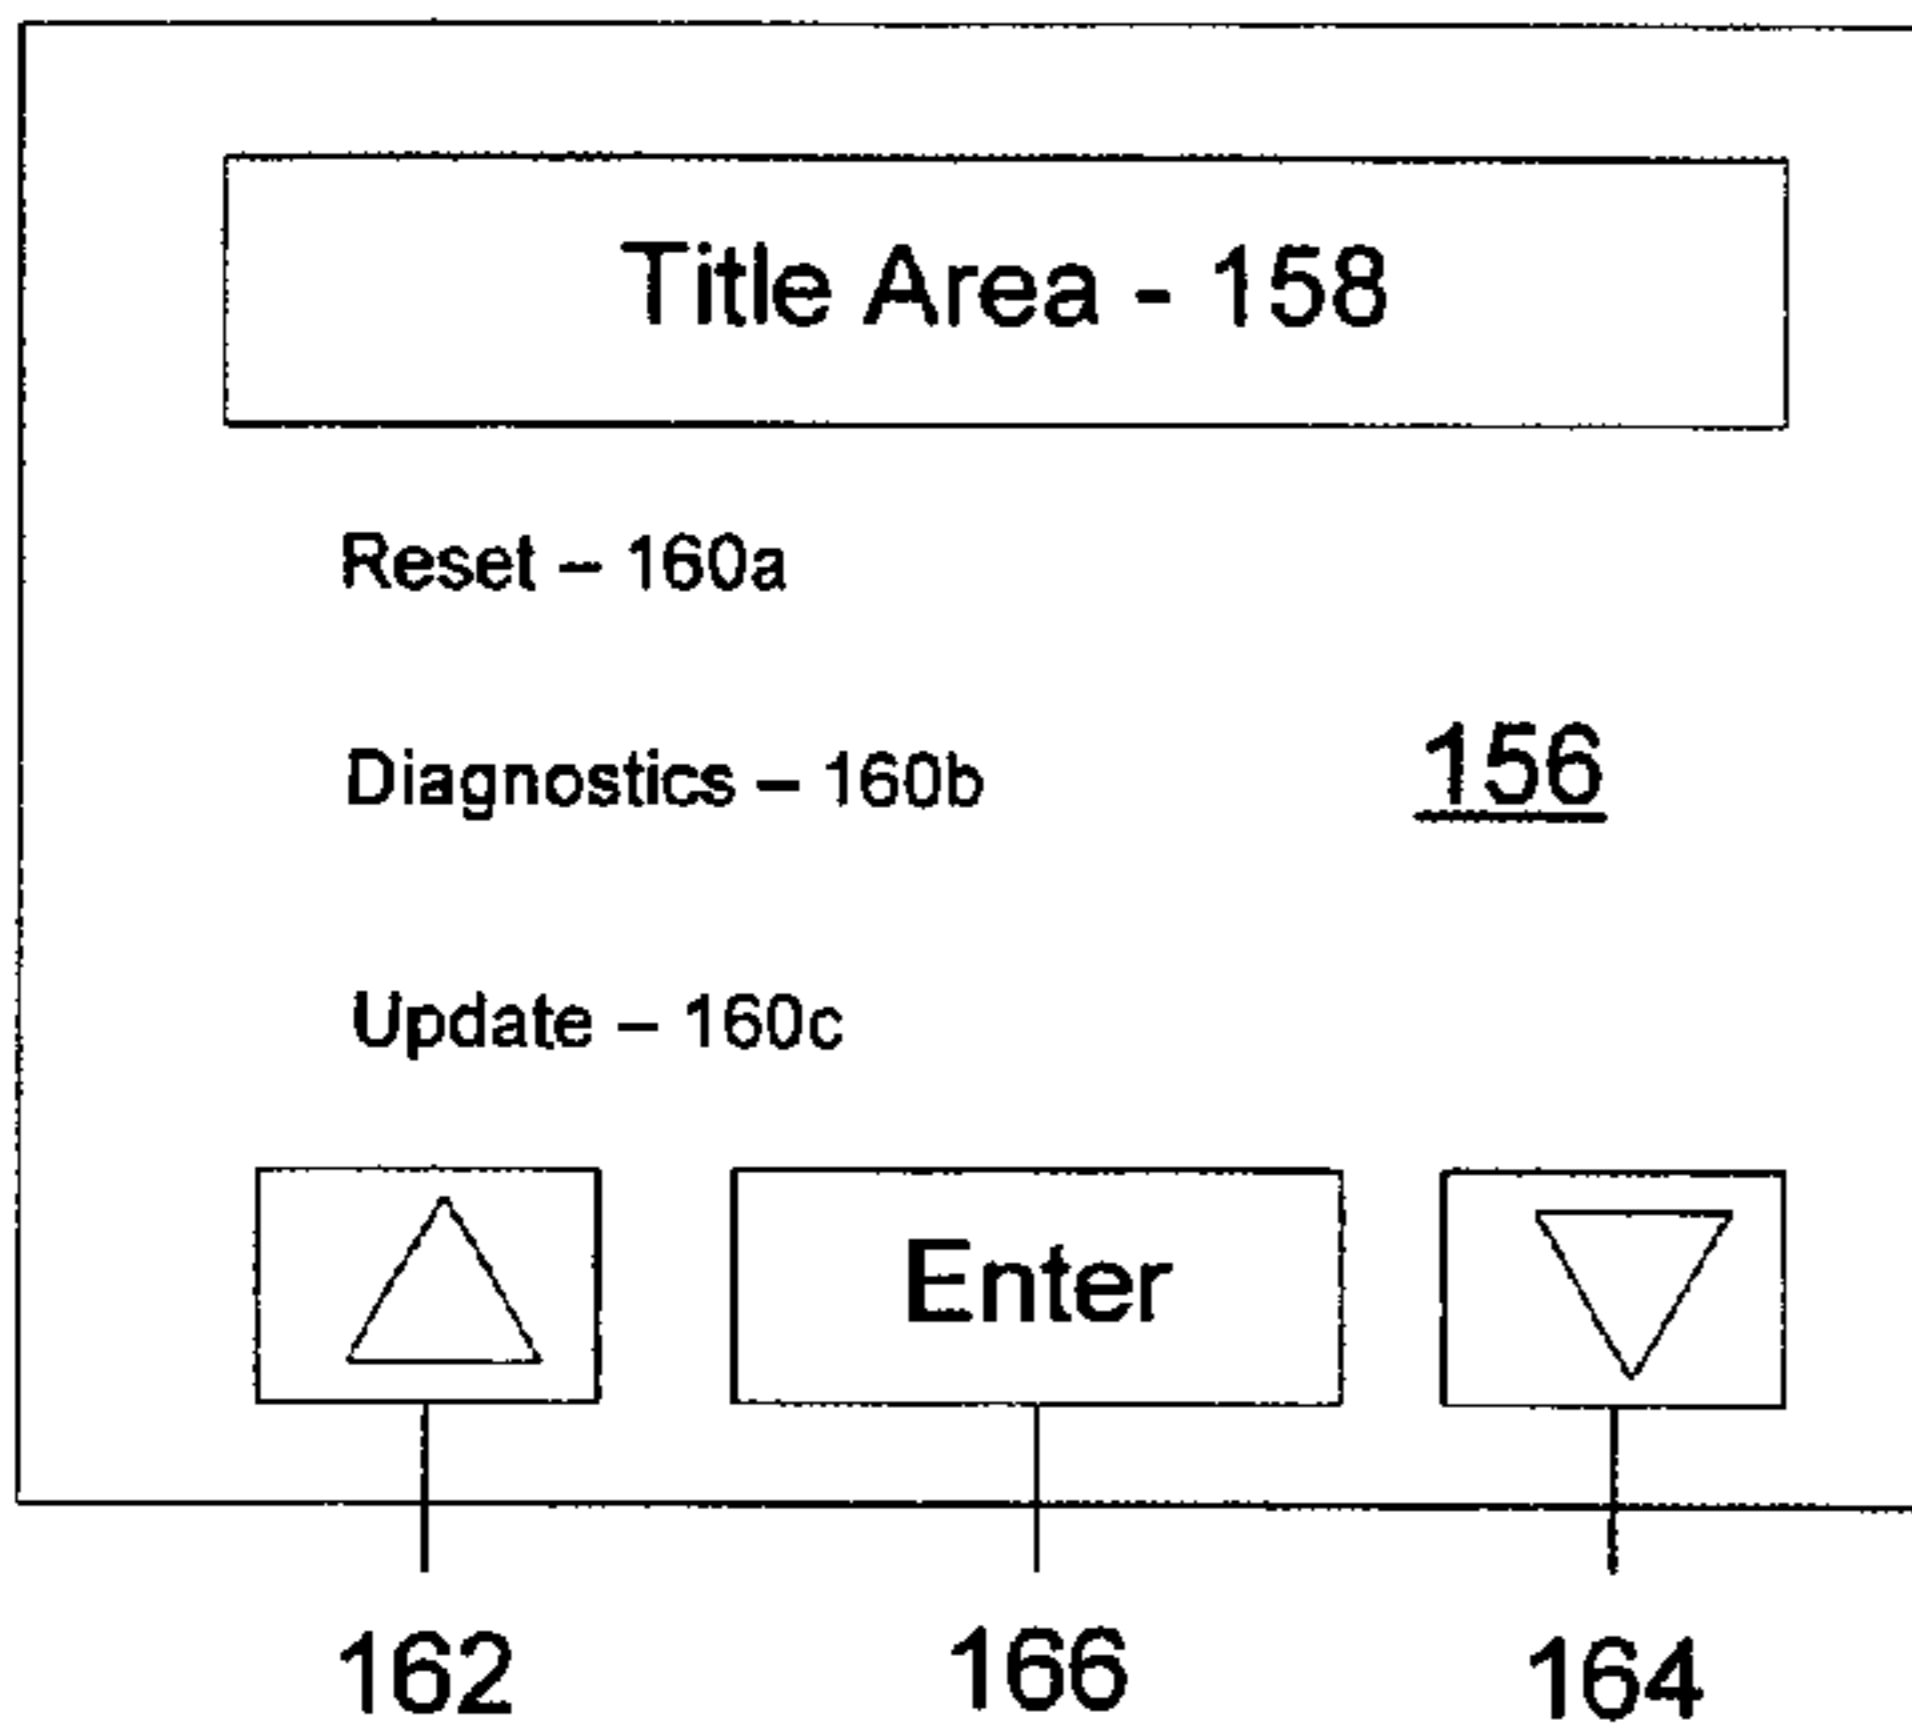 Title Area - 158
Reset – 160a
Diagnostics – 160b
156
Update – 160c
Enter
162 166 164